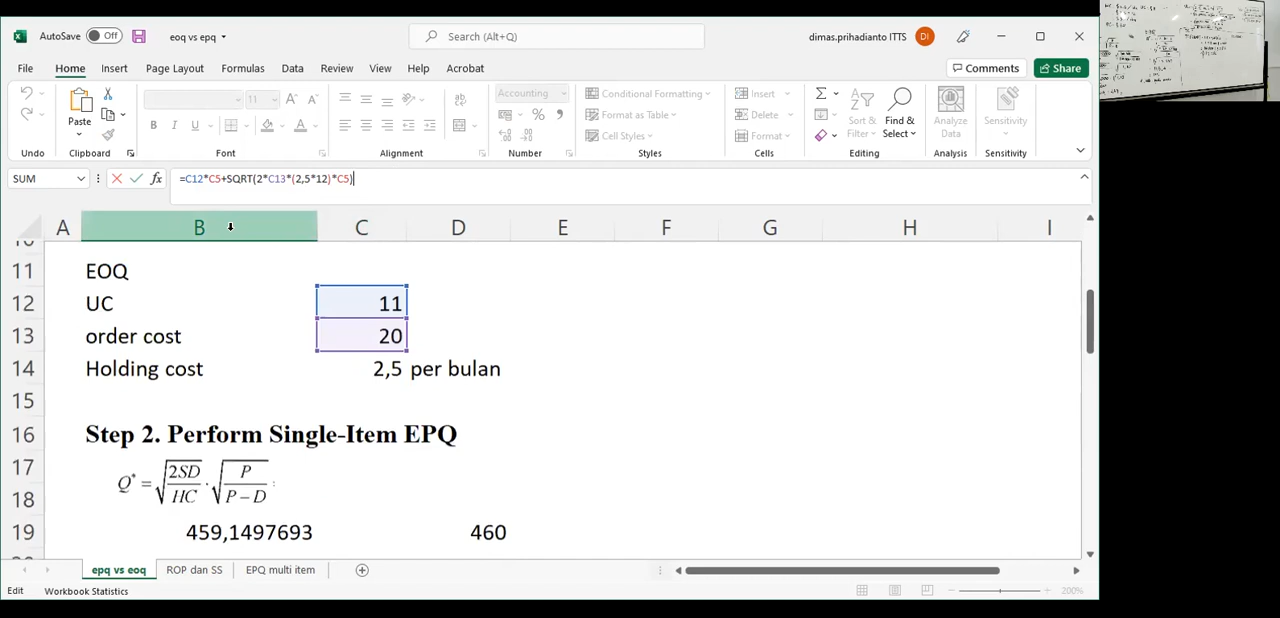 AutoSave Off eoq vs epq Search (Alt+Q) dimas.prihadianto ITTS DI
File Home Insert Page Layout Formulas Data Review View Help Comments Share
Paste 11 A^ A˅ Accounting Conditional Formatting Insert Σ
B I U A % 9 Format as Table Delete Sort & Filter Find & Select Analyze Data Sensitivity
Cell Styles Format
Undo Clipboard Font Alignment Number Styles Cells Editing Analysis Sensitivity
SUM fx =C12*C5+SQRT(2*C13*(2,5*12)*C5)
A B C D E F G H I
11 EOQ
12 UC 11
13 order cost 20
14 Holding cost 2,5 per bulan
15
16 Step 2. Perform Single-Item EPQ
17
Q* = √(2SD/HC) · √(P/(P−D)) :
18
19 459,1497693 460
epq vs eoq ROP dan SS EPQ multi item
Edit Workbook Statistics 200%